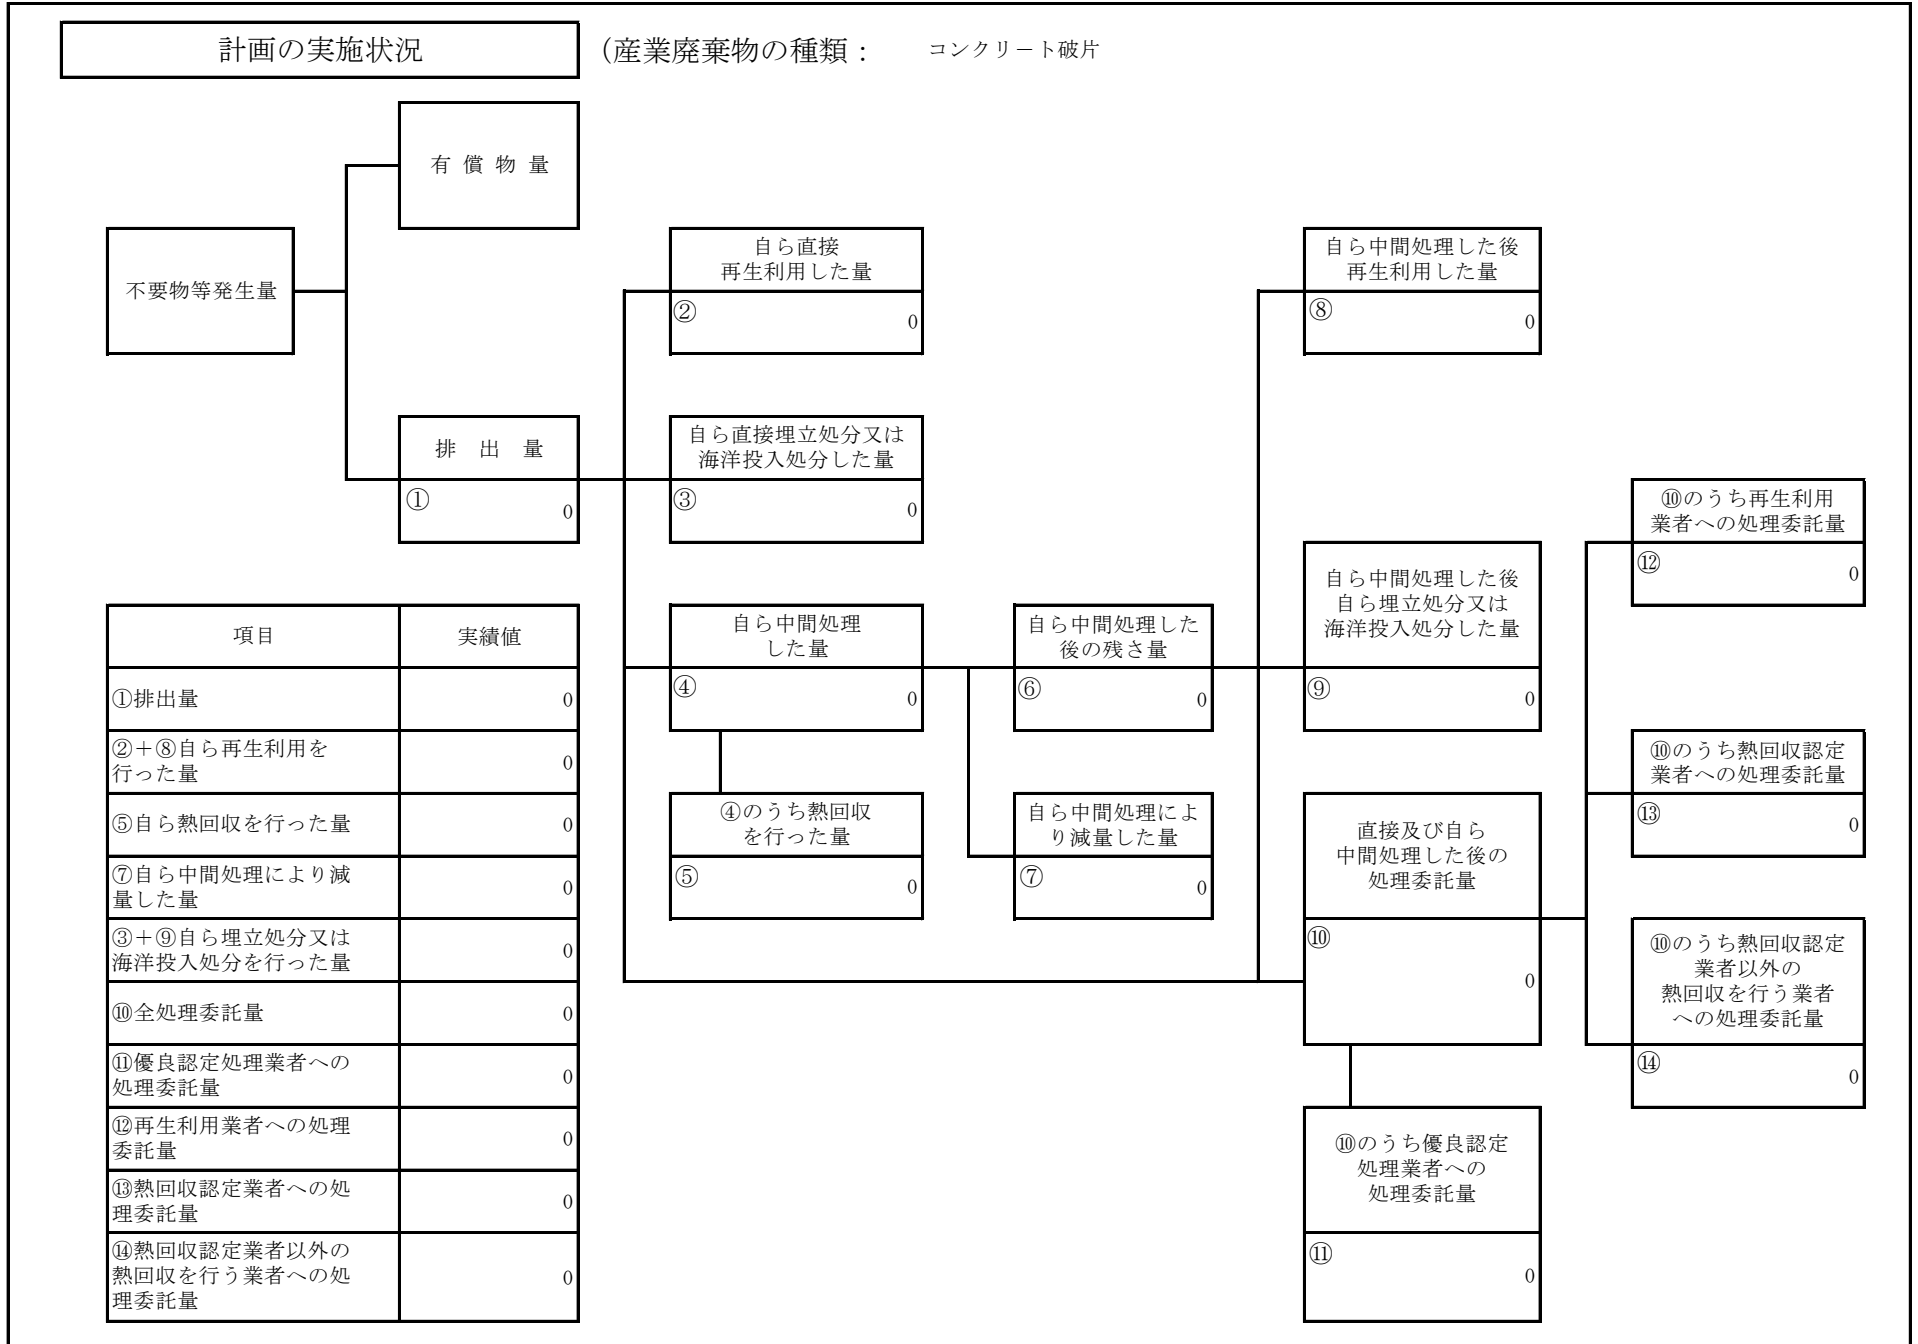 計画の実施状況
（産業廃棄物の種類： コンクリート破片
有 償 物 量
不要物等発生量
自ら直接
再生利用した量
②
0
自ら中間処理した後
再生利用した量
⑧
0
排 出 量
①
0
自ら直接埋立処分又は
海洋投入処分した量
③
0
⑩のうち再生利用
業者への処理委託量
⑫
0
自ら中間処理した後
自ら埋立処分又は
海洋投入処分した量
⑨
0
自ら中間処理
した量
④
0
自ら中間処理した
後の残さ量
⑥
0
⑩のうち熱回収認定
業者への処理委託量
⑬
0
④のうち熱回収
を行った量
⑤
0
自ら中間処理によ
り減量した量
⑦
0
直接及び自ら
中間処理した後の
処理委託量
⑩
0
⑩のうち熱回収認定
業者以外の
熱回収を行う業者
への処理委託量
⑭
0
⑩のうち優良認定
処理業者への
処理委託量
⑪
0
項目 実績値
①排出量 0
②＋⑧自ら再生利用を
行った量 0
⑤自ら熱回収を行った量 0
⑦自ら中間処理により減
量した量 0
③＋⑨自ら埋立処分又は
海洋投入処分を行った量 0
⑩全処理委託量 0
⑪優良認定処理業者への
処理委託量 0
⑫再生利用業者への処理
委託量 0
⑬熱回収認定業者への処
理委託量 0
⑭熱回収認定業者以外の
熱回収を行う業者への処
理委託量 0